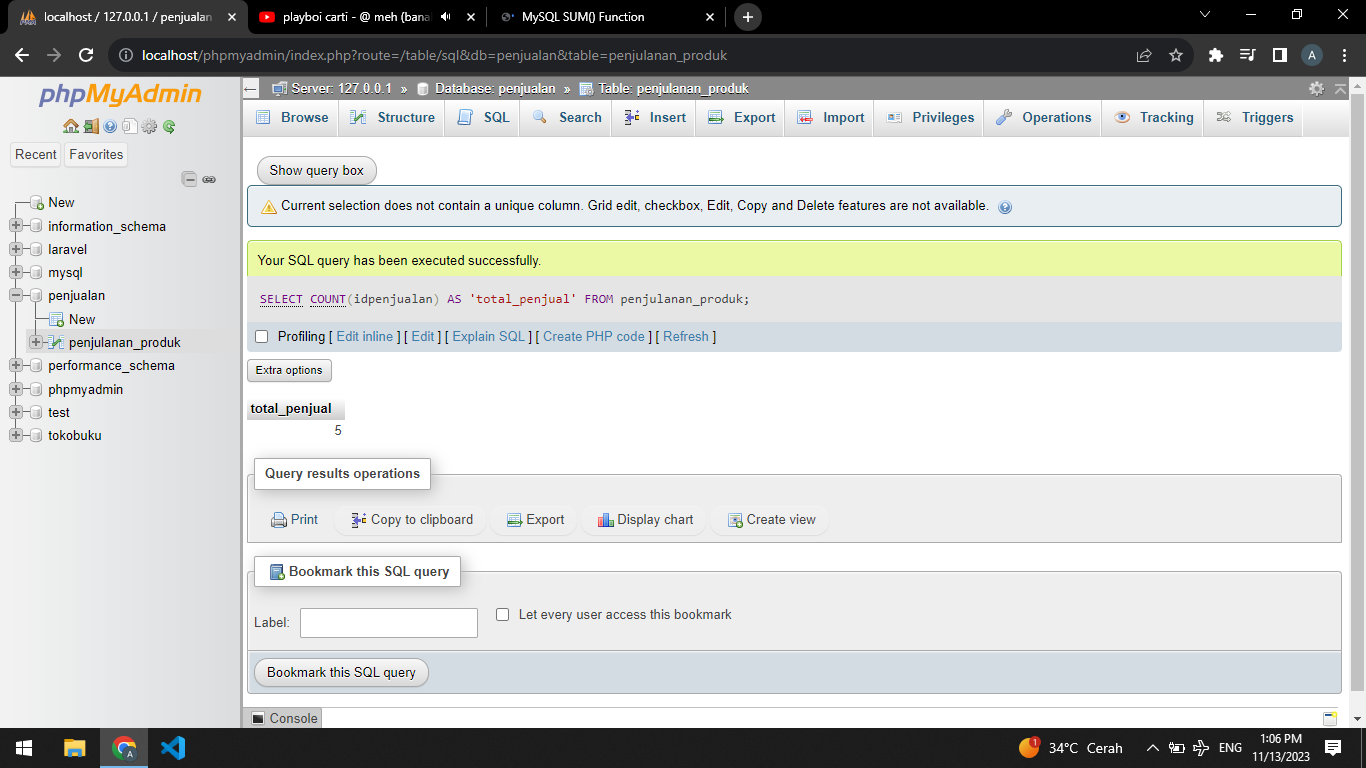 localhost / 127.0.0.1 / penjualan
playboi carti - @ meh (bana
MySQL SUM() Function
localhost/phpmyadmin/index.php?route=/table/sql&db=penjualan&table=penjulanan_produk
A
phpMyAdmin
Recent Favorites
New
information_schema
laravel
mysql
penjualan
New
penjulanan_produk
performance_schema
phpmyadmin
test
tokobuku
Server: 127.0.0.1 » Database: penjualan » Table: penjulanan_produk
Browse Structure SQL Search Insert Export Import Privileges Operations Tracking Triggers
Show query box
Current selection does not contain a unique column. Grid edit, checkbox, Edit, Copy and Delete features are not available.
Your SQL query has been executed successfully.
SELECT COUNT(idpenjualan) AS 'total_penjual' FROM penjulanan_produk;
Profiling [ Edit inline ] [ Edit ] [ Explain SQL ] [ Create PHP code ] [ Refresh ]
Extra options
total_penjual
5
Query results operations
Print Copy to clipboard Export Display chart Create view
Bookmark this SQL query
Label: Let every user access this bookmark
Bookmark this SQL query
Console
1
34°C Cerah
ENG
1:06 PM
11/13/2023